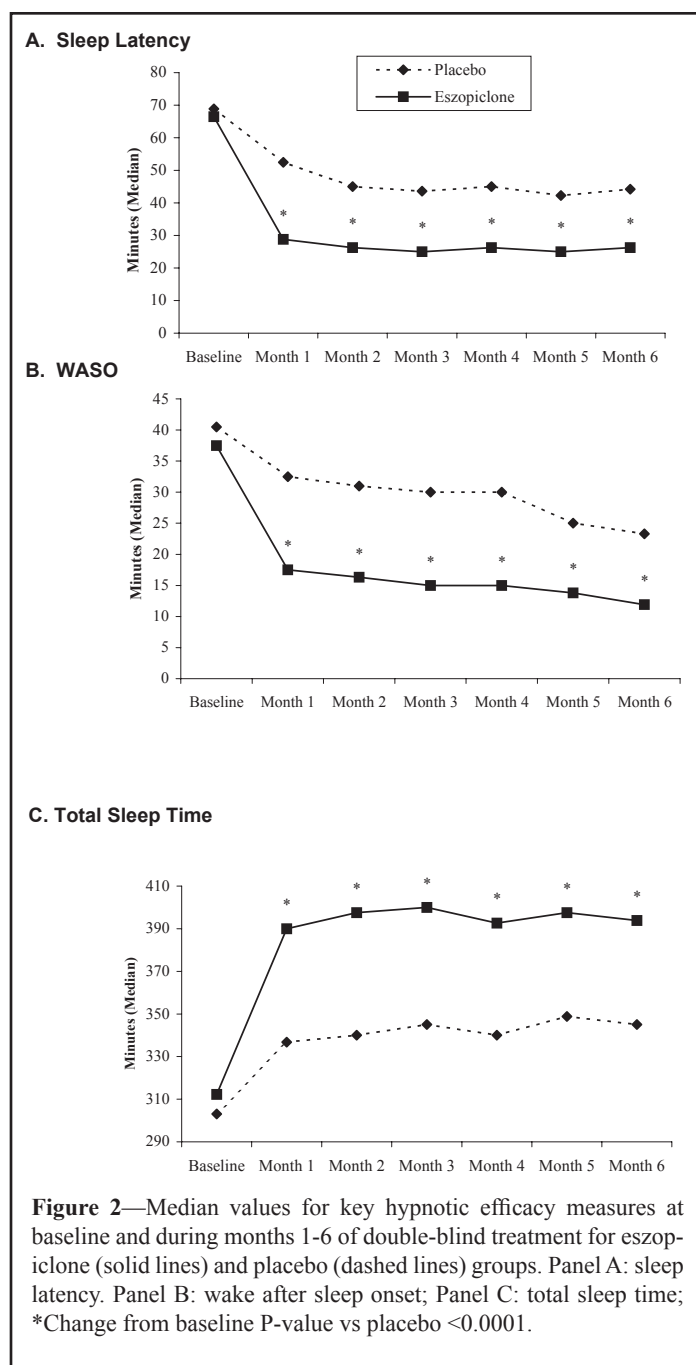 A. Sleep Latency
Placebo
Eszopiclone
80
70
60
50
40
30
20
10
0
Minutes (Median)
* * * * * *
Baseline Month 1 Month 2 Month 3 Month 4 Month 5 Month 6
B. WASO
45
40
35
30
25
20
15
10
5
0
Minutes (Median)
* * * * * *
Baseline Month 1 Month 2 Month 3 Month 4 Month 5 Month 6
C. Total Sleep Time
410
390
370
350
330
310
290
Minutes (Median)
* * * * * *
Baseline Month 1 Month 2 Month 3 Month 4 Month 5 Month 6
Figure 2—Median values for key hypnotic efficacy measures at
baseline and during months 1-6 of double-blind treatment for eszop-
iclone (solid lines) and placebo (dashed lines) groups. Panel A: sleep
latency. Panel B: wake after sleep onset; Panel C: total sleep time;
*Change from baseline P-value vs placebo <0.0001.